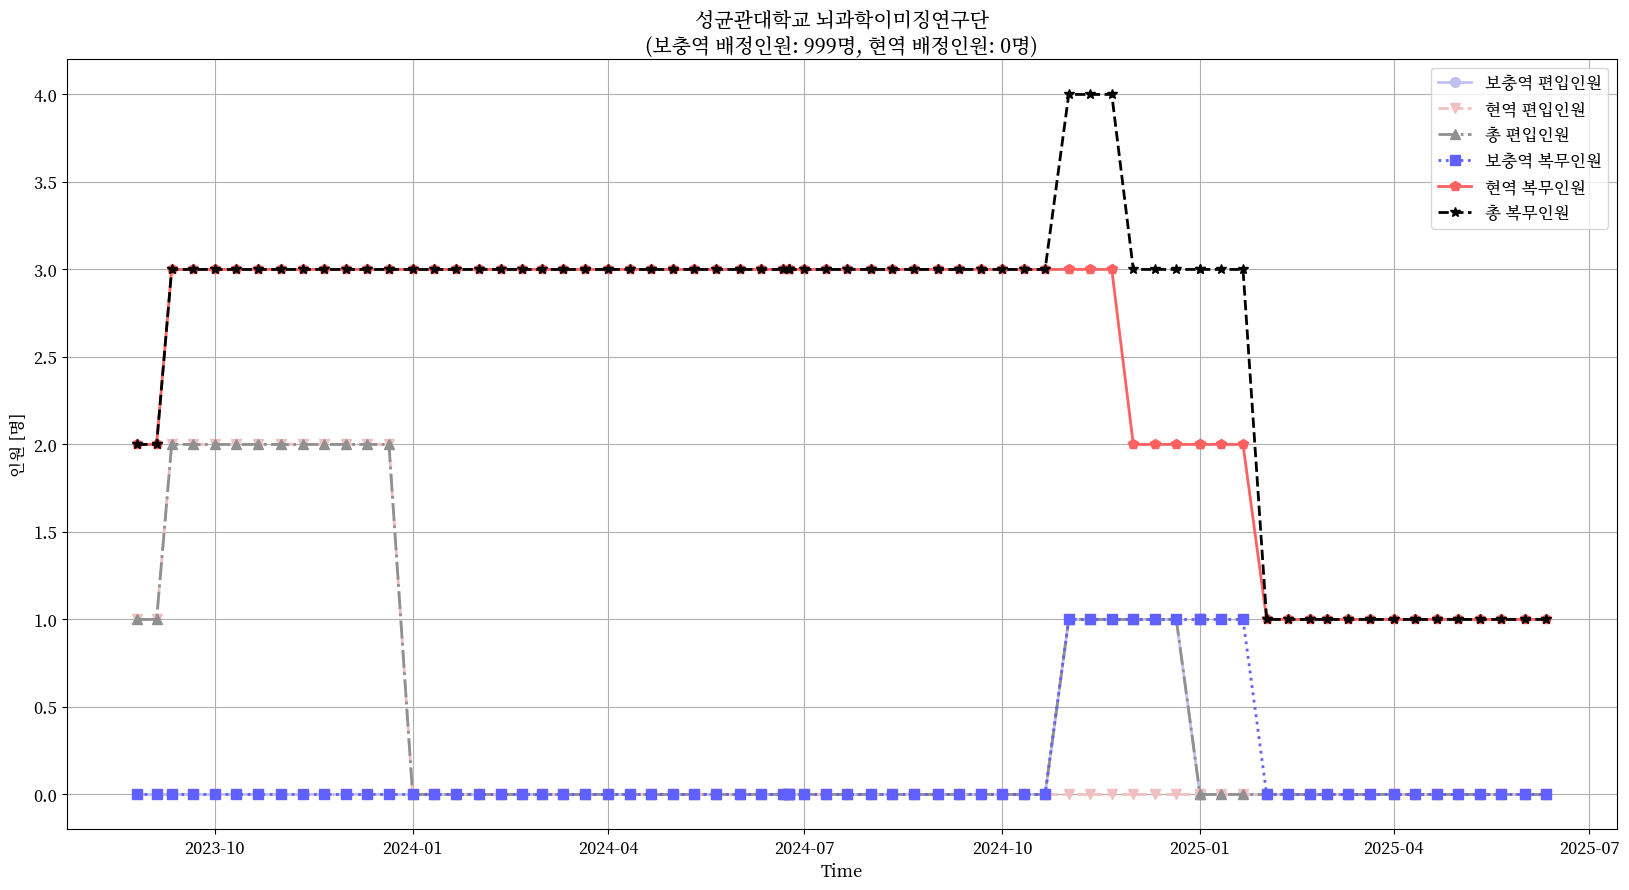 성균관대학교 뇌과학이미징연구단
(보충역 배정인원: 999명, 현역 배정인원: 0명)
보충역 편입인원
현역 편입인원
총 편입인원
보충역 복무인원
현역 복무인원
총 복무인원
인원 [명]
4.0
3.5
3.0
2.5
2.0
1.5
1.0
0.5
0.0
2023-10 2024-01 2024-04 2024-07 2024-10 2025-01 2025-04 2025-07
Time